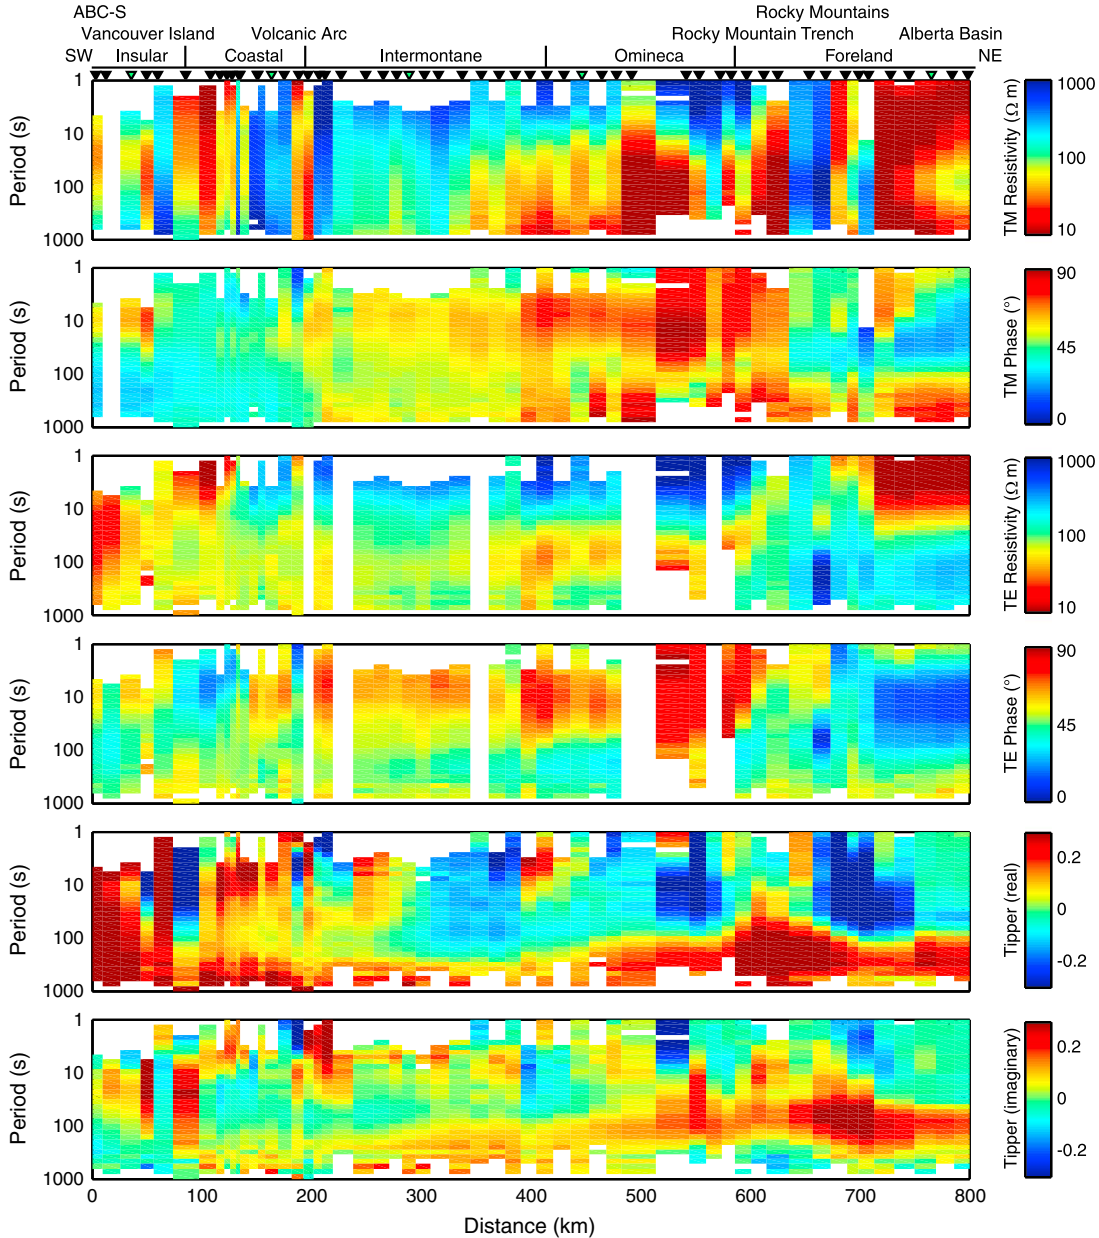 ABC-S
Rocky Mountains
Vancouver Island Volcanic Arc Rocky Mountain Trench Alberta Basin
SW Insular Coastal Intermontane Omineca Foreland NE
Period (s)
1
10
100
1000
TM Resistivity (Ω m)
1000
100
10
Period (s)
1
10
100
1000
TM Phase (°)
90
45
0
Period (s)
1
10
100
1000
TE Resistivity (Ω m)
1000
100
10
Period (s)
1
10
100
1000
TE Phase (°)
90
45
0
Period (s)
1
10
100
1000
Tipper (real)
0.2
0
-0.2
Period (s)
1
10
100
1000
Tipper (imaginary)
0.2
0
-0.2
0 100 200 300 400 500 600 700 800
Distance (km)